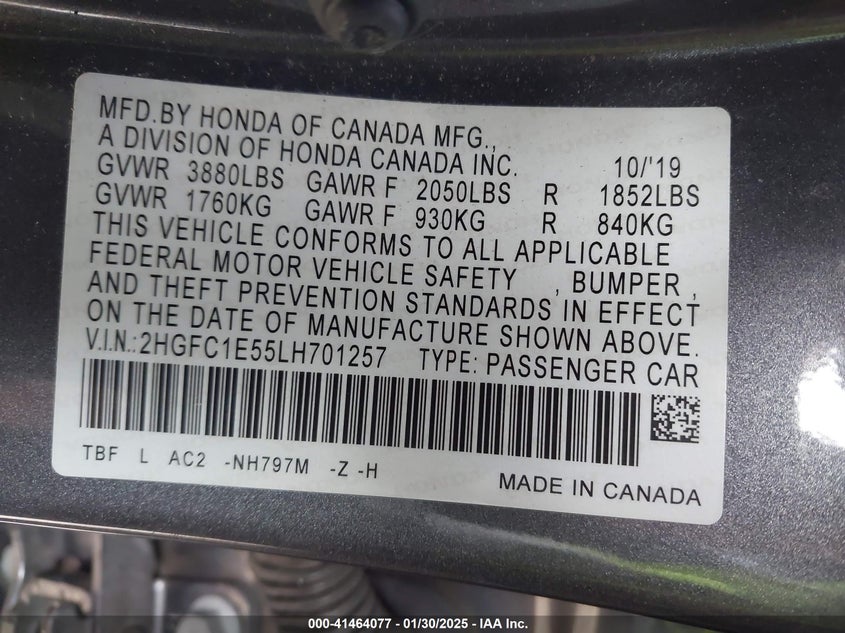 MFD.BY HONDA OF CANADA MFG.,
A DIVISION OF HONDA CANADA INC. 10/'19
GVWR 3880LBS GAWR F 2050LBS R 1852LBS
GVWR 1760KG GAWR F 930KG R 840KG
THIS VEHICLE CONFORMS TO ALL APPLICABLE
FEDERAL MOTOR VEHICLE SAFETY , BUMPER ,
AND THEFT PREVENTION STANDARDS IN EFFECT
ON THE DATE OF MANUFACTURE SHOWN ABOVE.
V.I.N.:2HGFC1E55LH701257 TYPE: PASSENGER CAR
TBF L AC2 -NH797M -Z -H
MADE IN CANADA
000-41464077 - 01/30/2025 - IAA Inc.